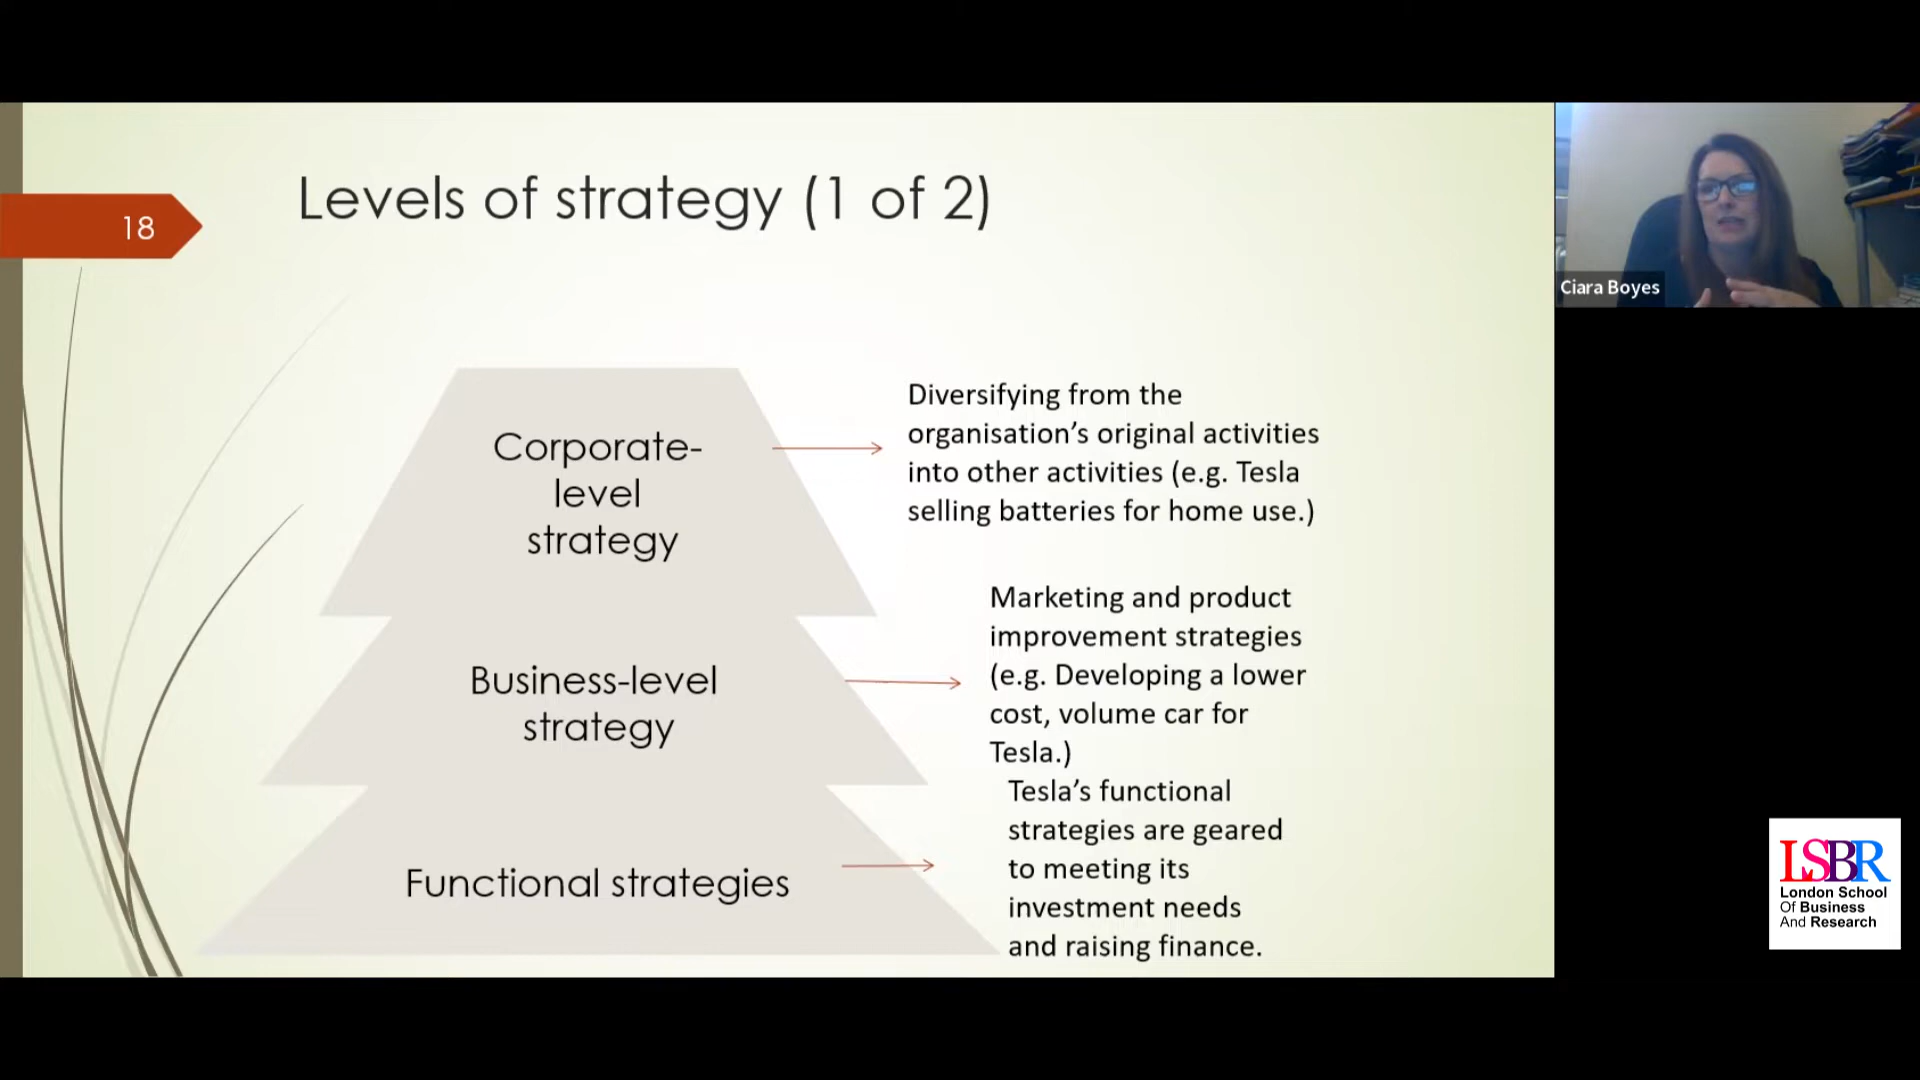 Levels of strategy (1 of 2)
18
Corporate-
level
strategy
Diversifying from the
organisation’s original activities
into other activities (e.g. Tesla
selling batteries for home use.)
Business-level
strategy
Marketing and product
improvement strategies
(e.g. Developing a lower
cost, volume car for
Tesla.)
Functional strategies
Tesla’s functional
strategies are geared
to meeting its
investment needs
and raising finance.
Ciara Boyes
LSBR
London School
Of Business
And Research